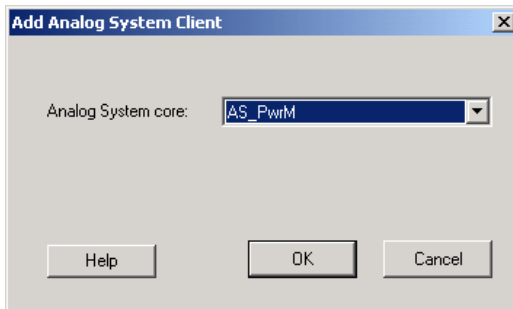 Add Analog System Client
Analog System core: AS_PwrM
Help OK Cancel